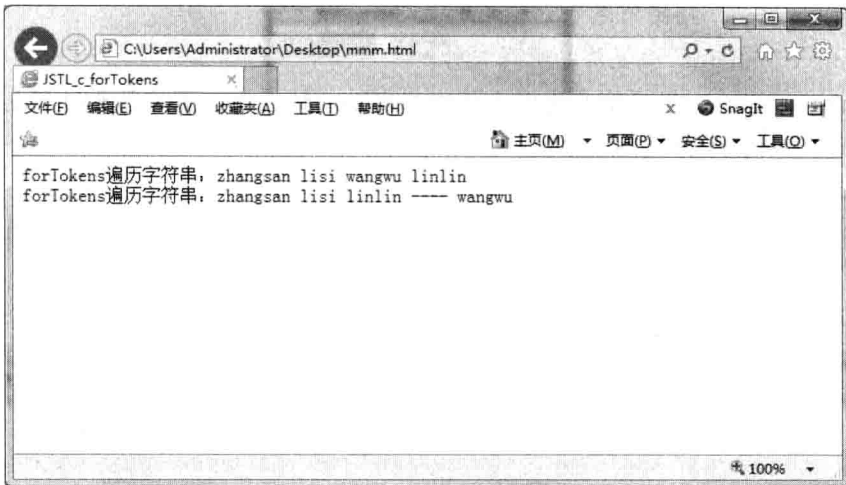 C:\Users\Administrator\Desktop\mmm.html
JSTL_c_forTokens
文件(F) 编辑(E) 查看(V) 收藏夹(A) 工具(T) 帮助(H)
x SnagIt
主页(M) 页面(P) 安全(S) 工具(O)
forTokens遍历字符串：zhangsan lisi wangwu linlin
forTokens遍历字符串：zhangsan lisi linlin ---- wangwu
100%